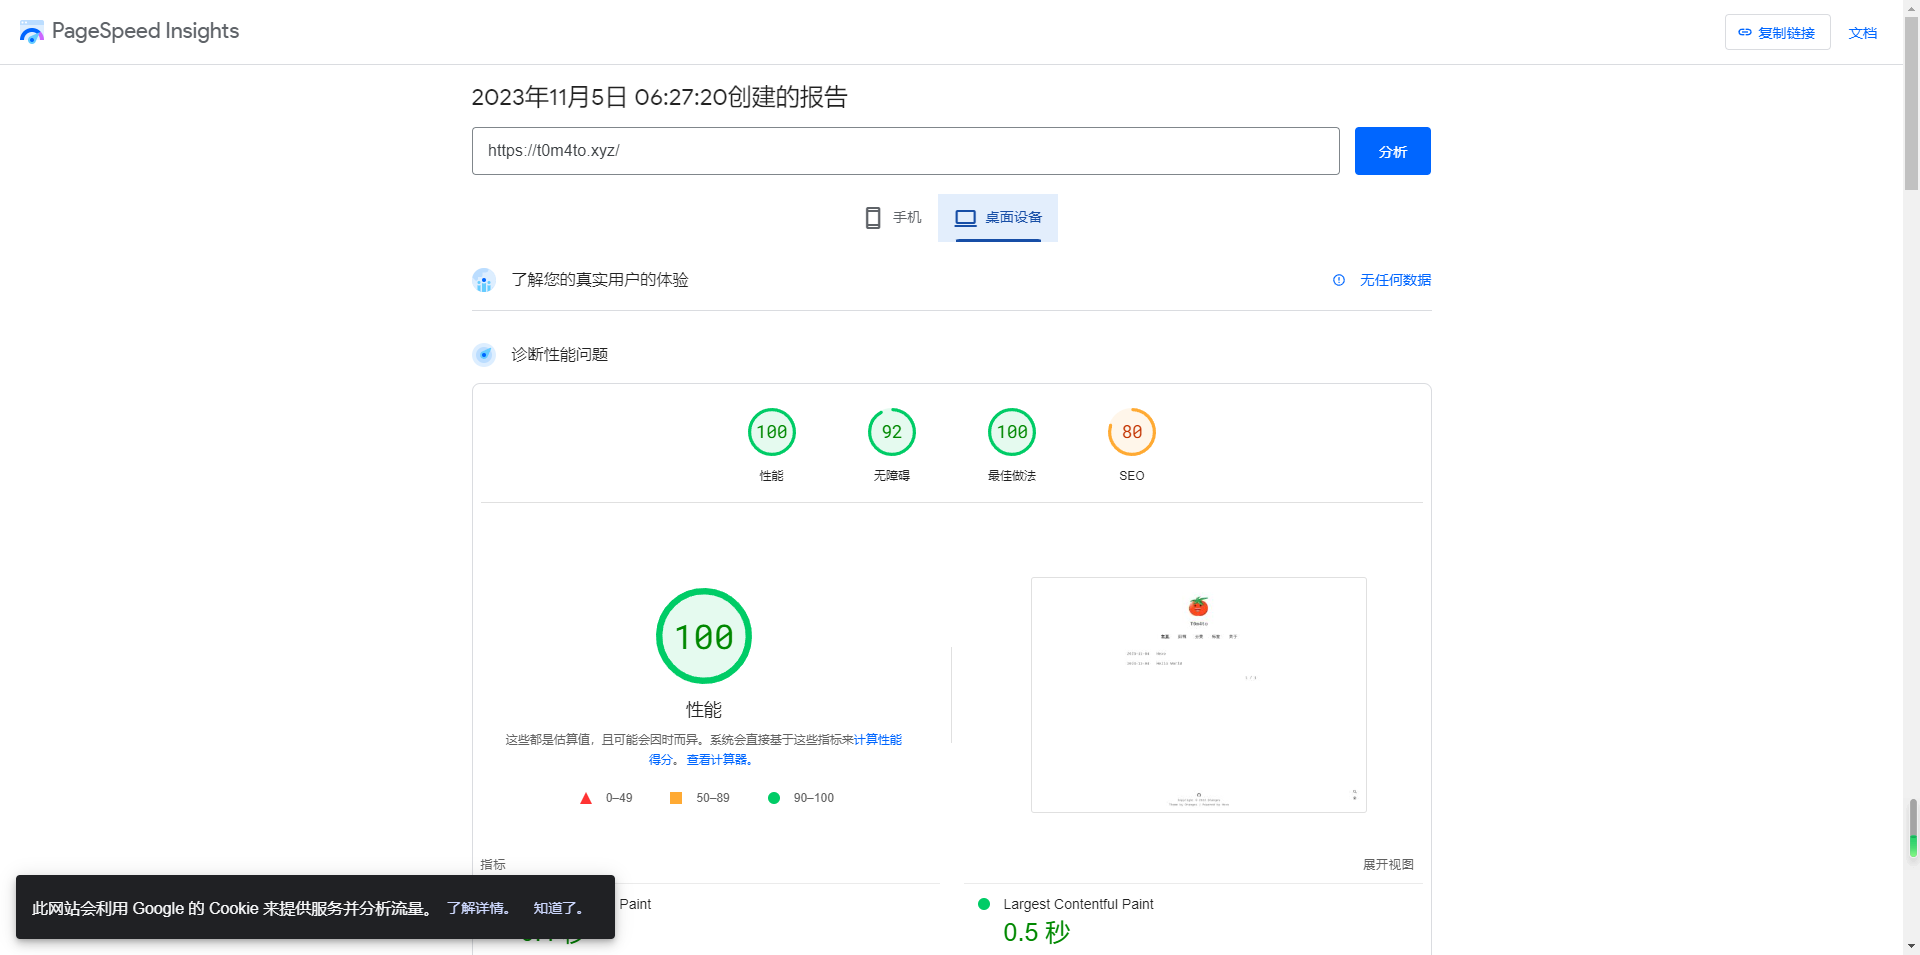 PageSpeed Insights
复制链接
文档
2023年11月5日 06:27:20创建的报告
https://t0m4to.xyz/
分析
手机
桌面设备
了解您的真实用户的体验
无任何数据
诊断性能问题
100
92
100
80
性能
无障碍
最佳做法
SEO
100
性能
这些都是估算值，且可能会因时而异。系统会直接基于这些指标来计算性能
得分。 查看计算器。
0–49
50–89
90–100
T0m4to
1 / 1
指标
展开视图
Paint
Largest Contentful Paint
0.5 秒
此网站会利用 Google 的 Cookie 来提供服务并分析流量。 了解详情。 知道了。